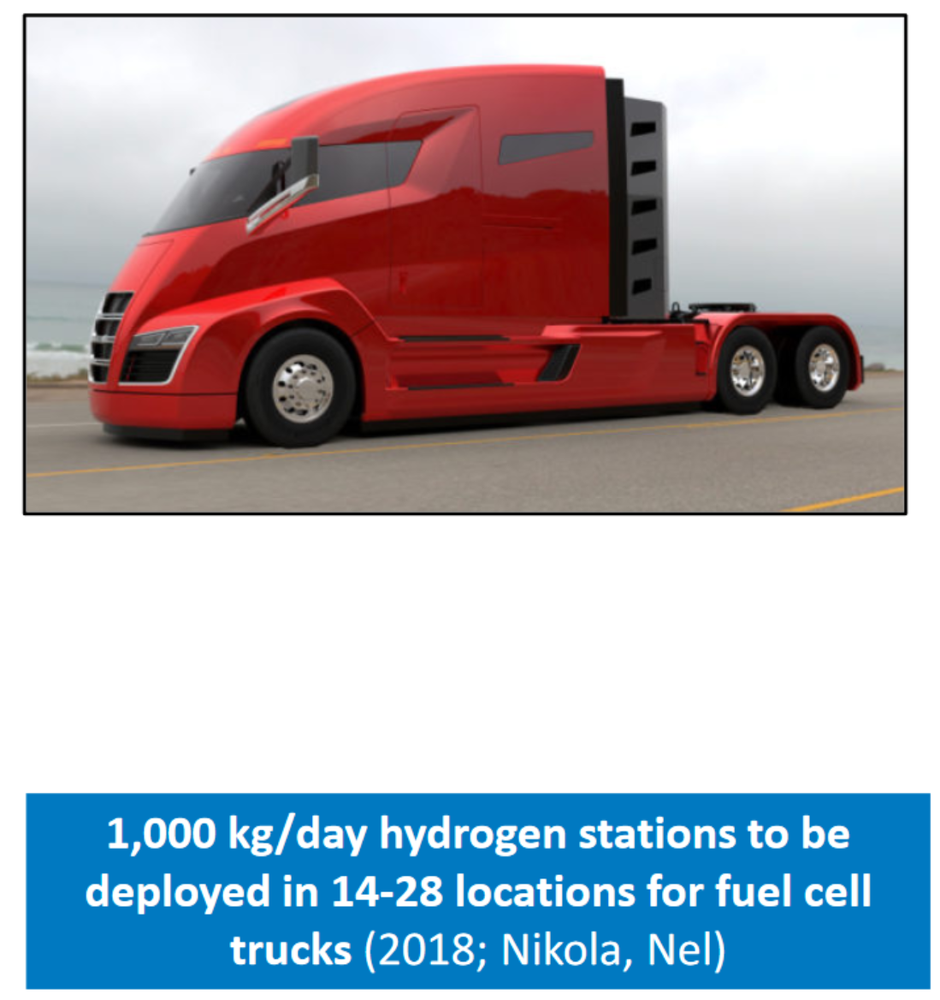 1,000 kg/day hydrogen stations to be
deployed in 14-28 locations for fuel cell
trucks (2018; Nikola, Nel)